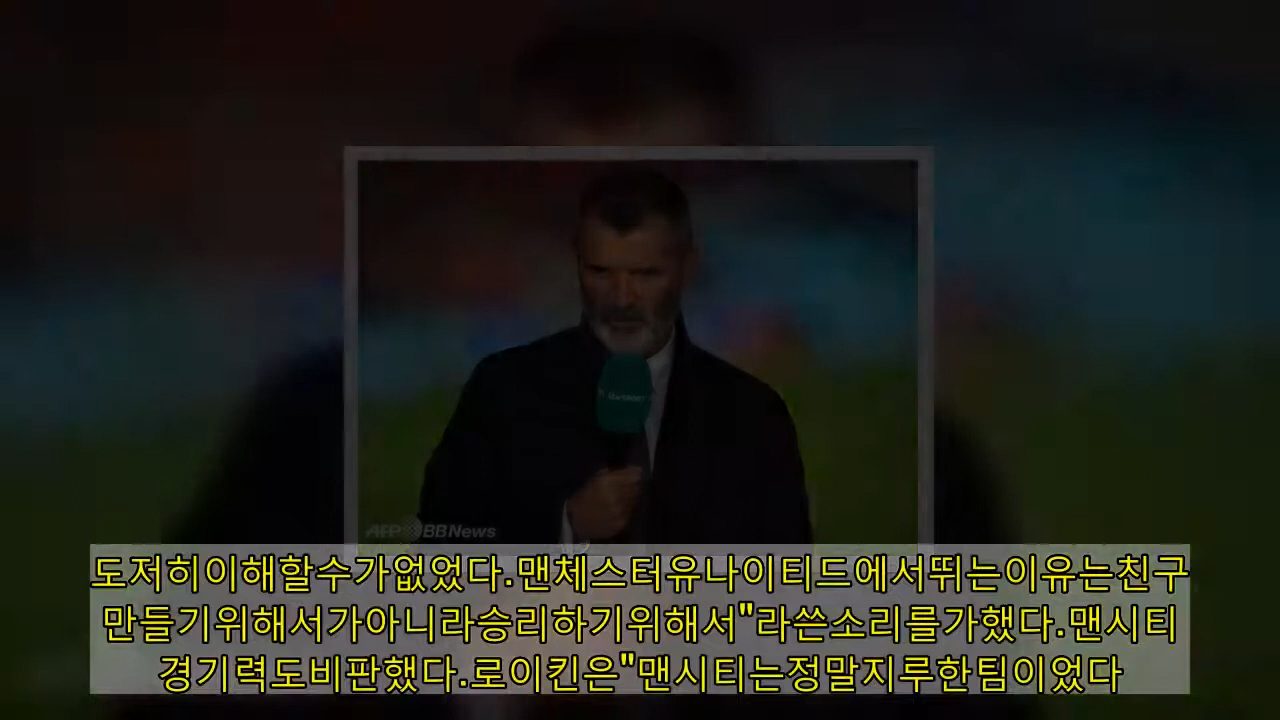 AFP BBNews
도저히이해할수가없었다.맨체스터유나이티드에서뛰는이유는친구
만들기위해서가아니라승리하기위해서"라쓴소리를가했다.맨시티
경기력도비판했다.로이킨은"맨시티는정말지루한팀이었다